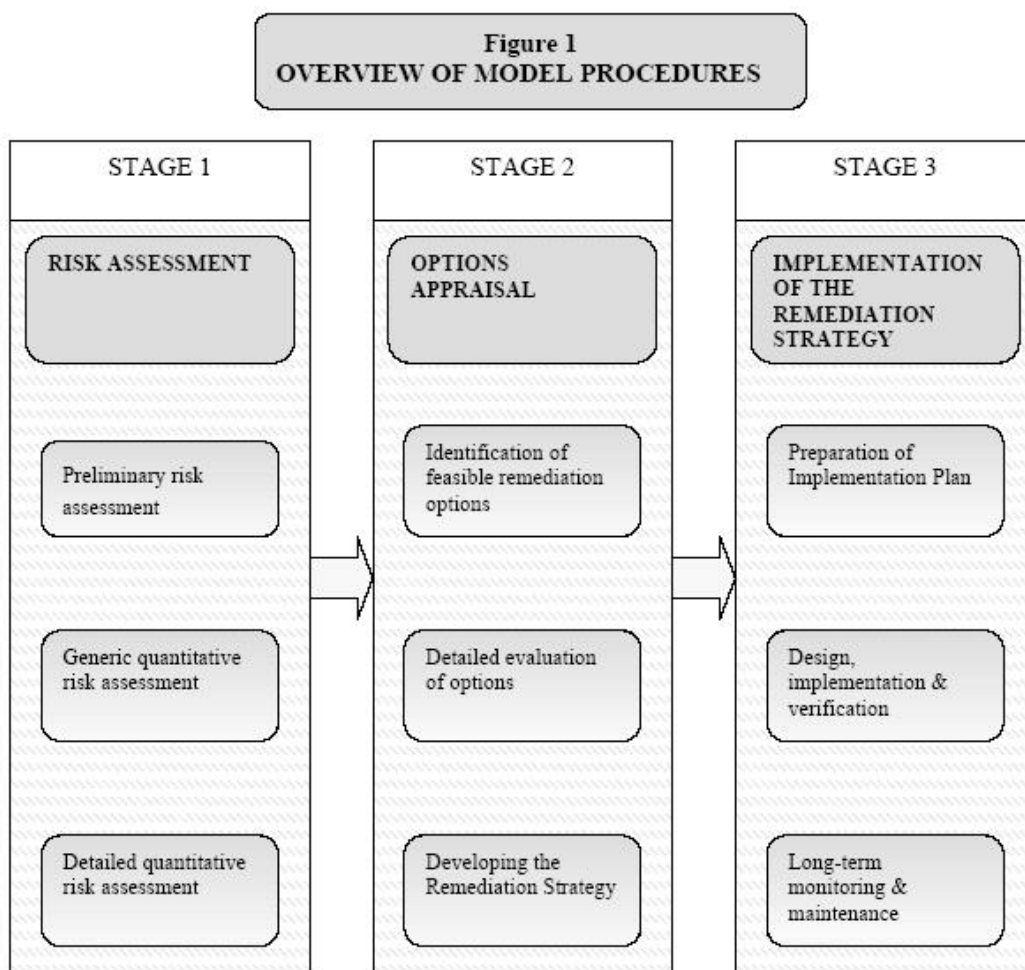 Figure 1
OVERVIEW OF MODEL PROCEDURES
STAGE 1
RISK ASSESSMENT
Preliminary risk
assessment
Generic quantitative
risk assessment
Detailed quantitative
risk assessment
STAGE 2
OPTIONS
APPRAISAL
Identification of
feasible remediation
options
Detailed evaluation
of options
Developing the
Remediation Strategy
STAGE 3
IMPLEMENTATION
OF THE
REMEDIATION
STRATEGY
Preparation of
Implementation Plan
Design,
implementation &
verification
Long-term
monitoring &
maintenance